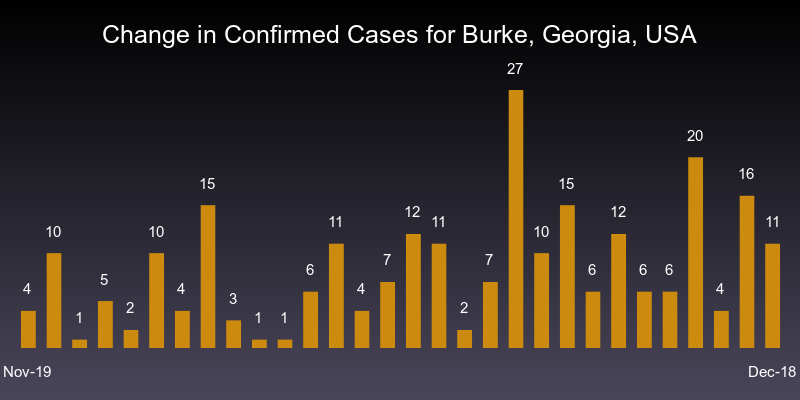 Change in Confirmed Cases for Burke, Georgia, USA
4 10 1 5 2 10 4 15 3 1 1 6 11 4 7 12 11 2 7 27 10 15 6 12 6 6 20 4 16 11
Nov-19 Dec-18